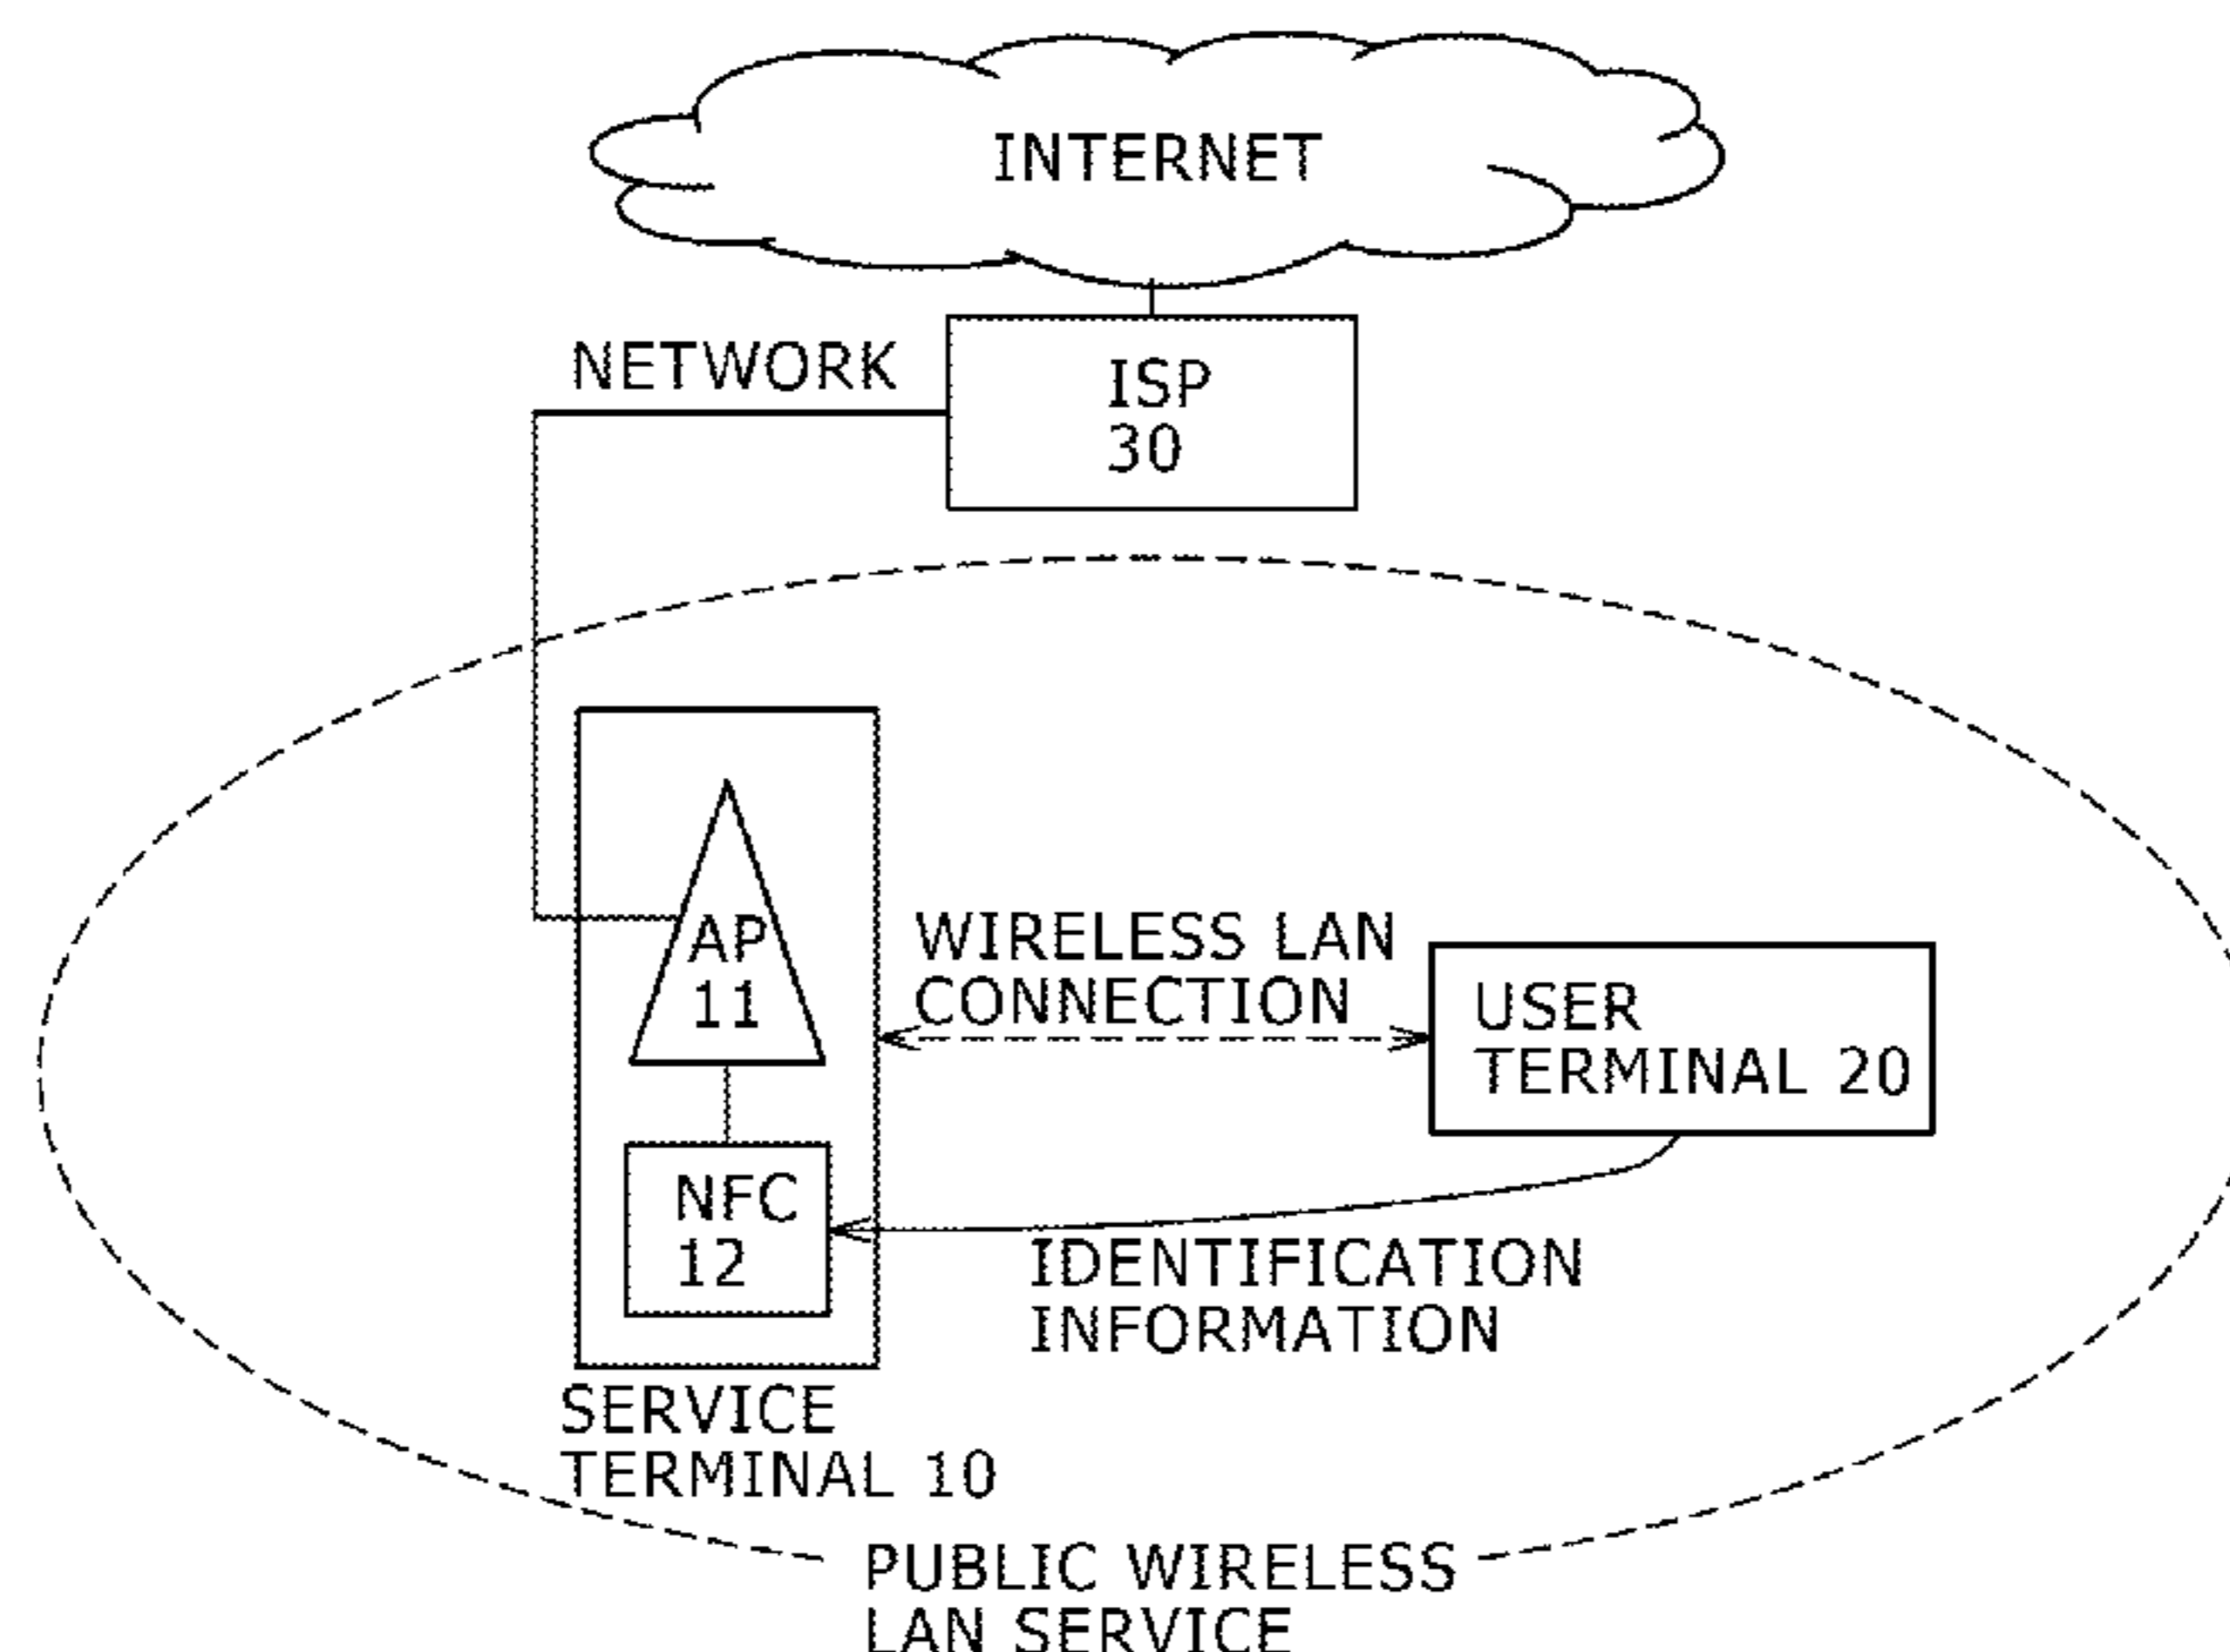 INTERNET
NETWORK
ISP
30
AP
11
WIRELESS LAN
CONNECTION
USER
TERMINAL 20
NFC
12
IDENTIFICATION
INFORMATION
SERVICE
TERMINAL 10
PUBLIC WIRELESS
LAN SERVICE